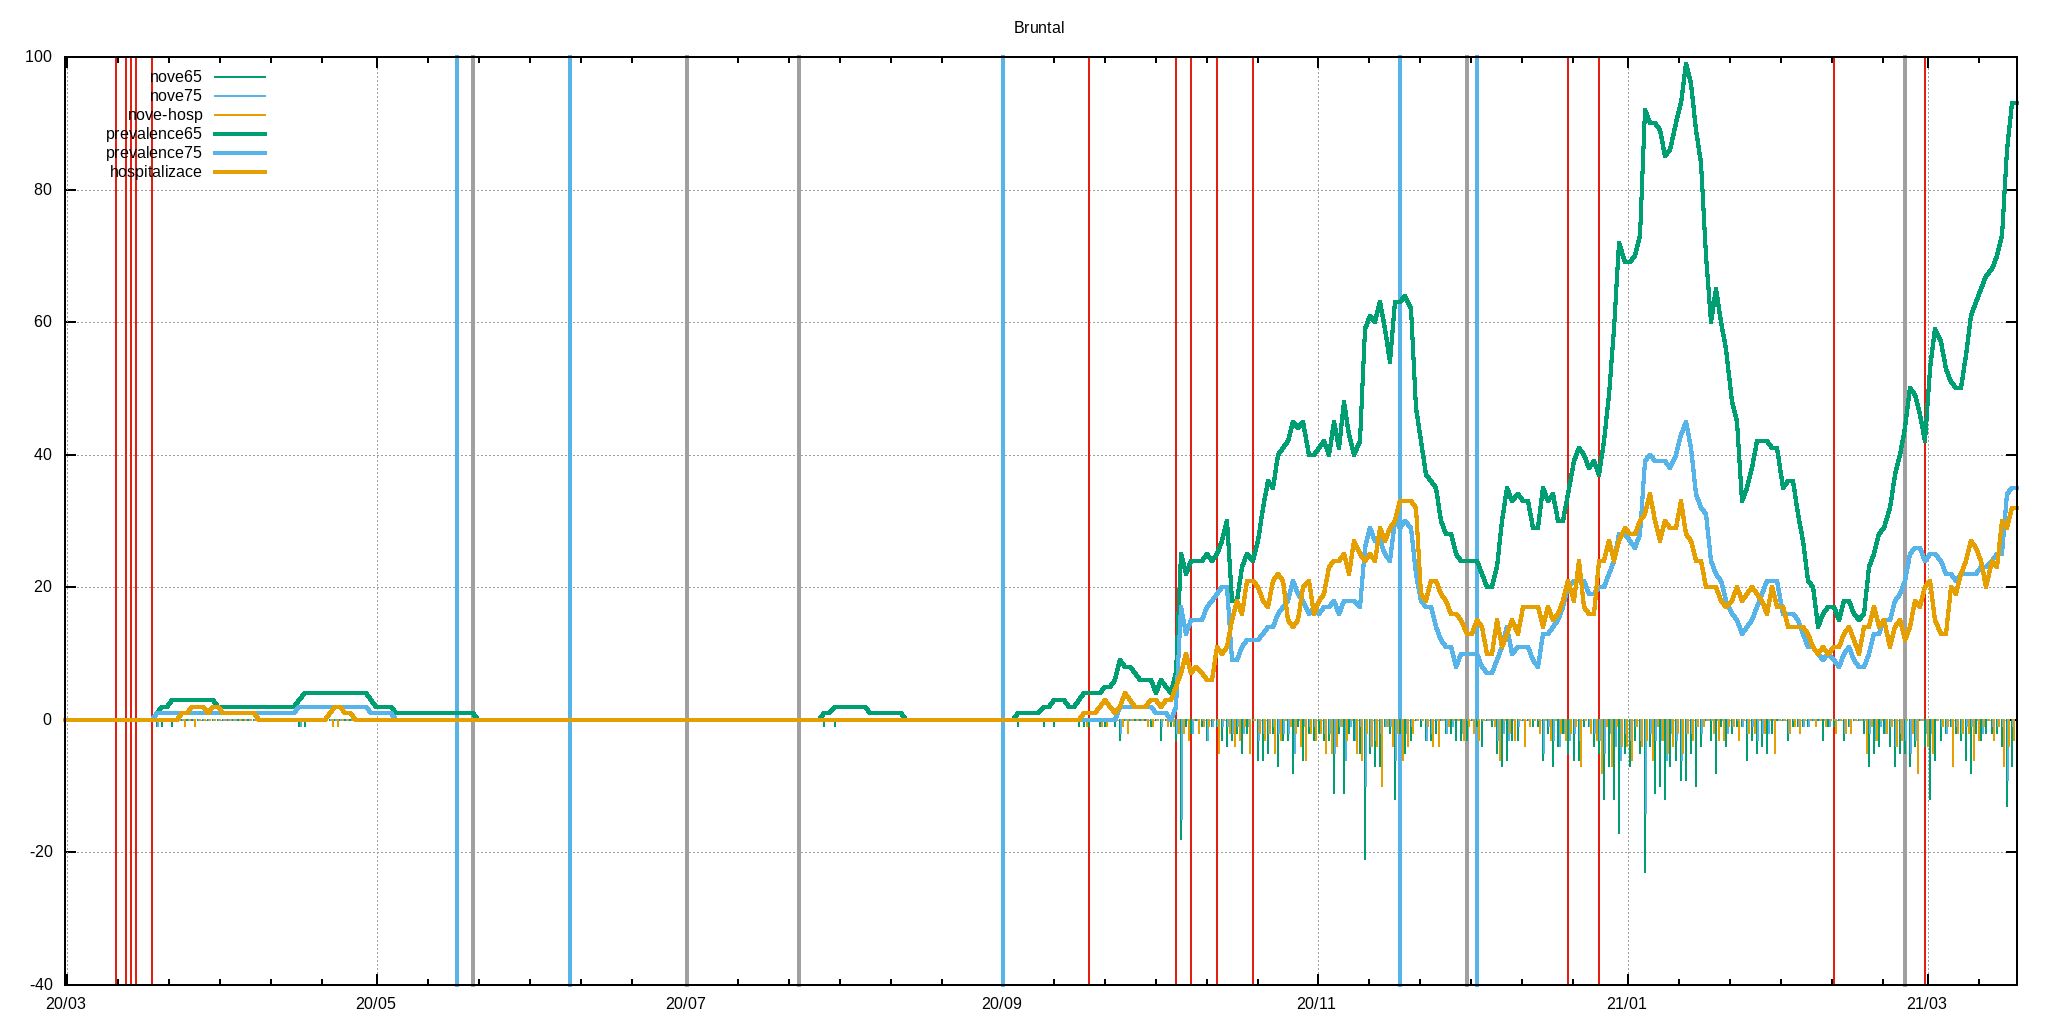 Bruntal
100
nove65
nove75
nove-hosp
prevalence65
prevalence75
hospitalizace
80
60
40
20
0
-20
-40
20/03 20/05 20/07 20/09 20/11 21/01 21/03